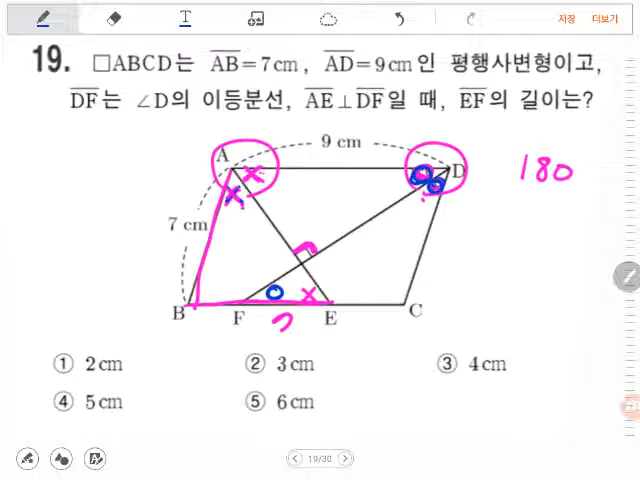 저장 더보기
19. □ABCD는 AB=7cm, AD=9cm인 평행사변형이고,
DF는 ∠D의 이등분선, AE⊥DF일 때, EF의 길이는?
9 cm
A
D
180
7 cm
B
F
E
C
① 2cm ② 3cm ③ 4cm
④ 5cm ⑤ 6cm
19/30